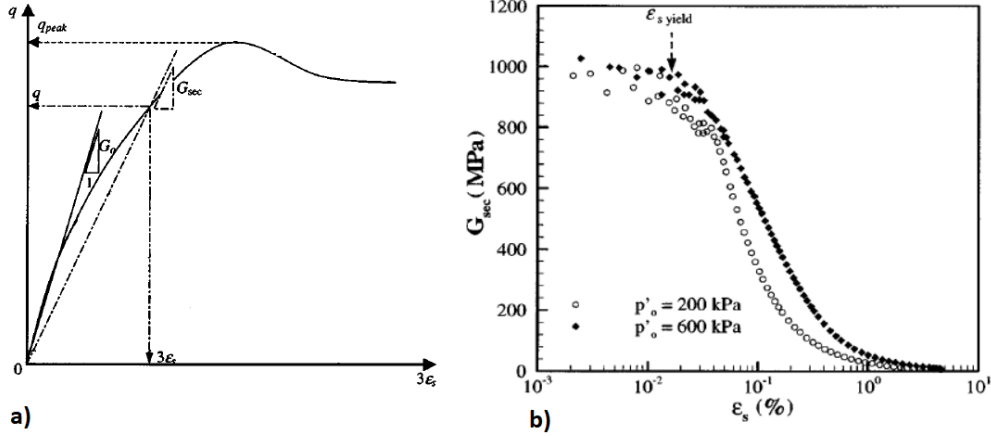 q
q_peak
G_sec
q
G_o
1
3ε_s
0
3ε_s
a)
1200
1000
800
600
400
200
0
G_sec (MPa)
ε_s yield
p'_o = 200 kPa
p'_o = 600 kPa
10^-3
10^-2
10^-1
10^0
10^1
ε_s (%)
b)